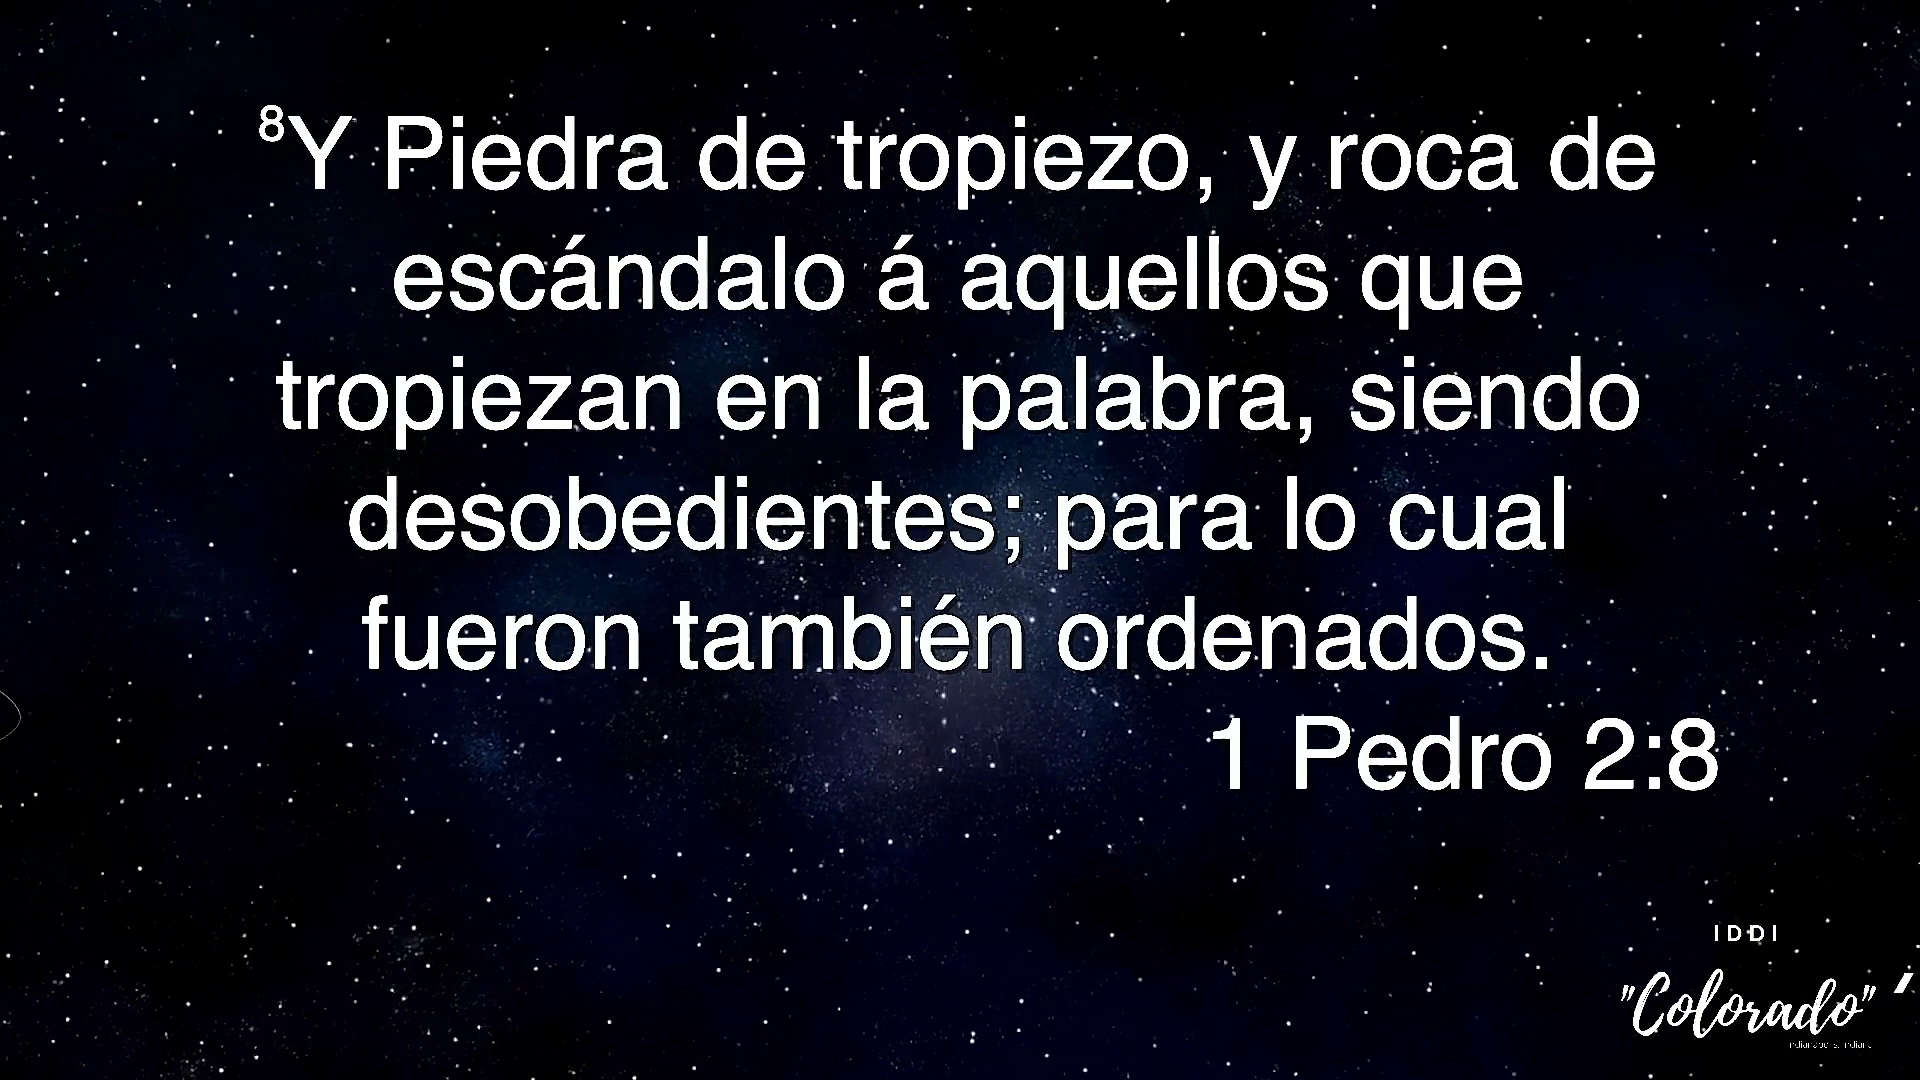 ⁸Y Piedra de tropiezo, y roca de
escándalo á aquellos que
tropiezan en la palabra, siendo
desobedientes; para lo cual
fueron también ordenados.
1 Pedro 2:8
IDDI
"Colorado"